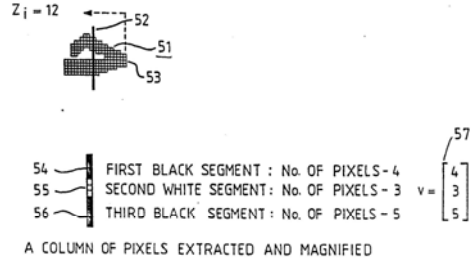 Zi = 12
52
51
53
57
54 FIRST BLACK SEGMENT : No. OF PIXELS - 4
55 SECOND WHITE SEGMENT : No. OF PIXELS - 3
56 THIRD BLACK SEGMENT : No. OF PIXELS - 5
v = [4 3 5]
A COLUMN OF PIXELS EXTRACTED AND MAGNIFIED